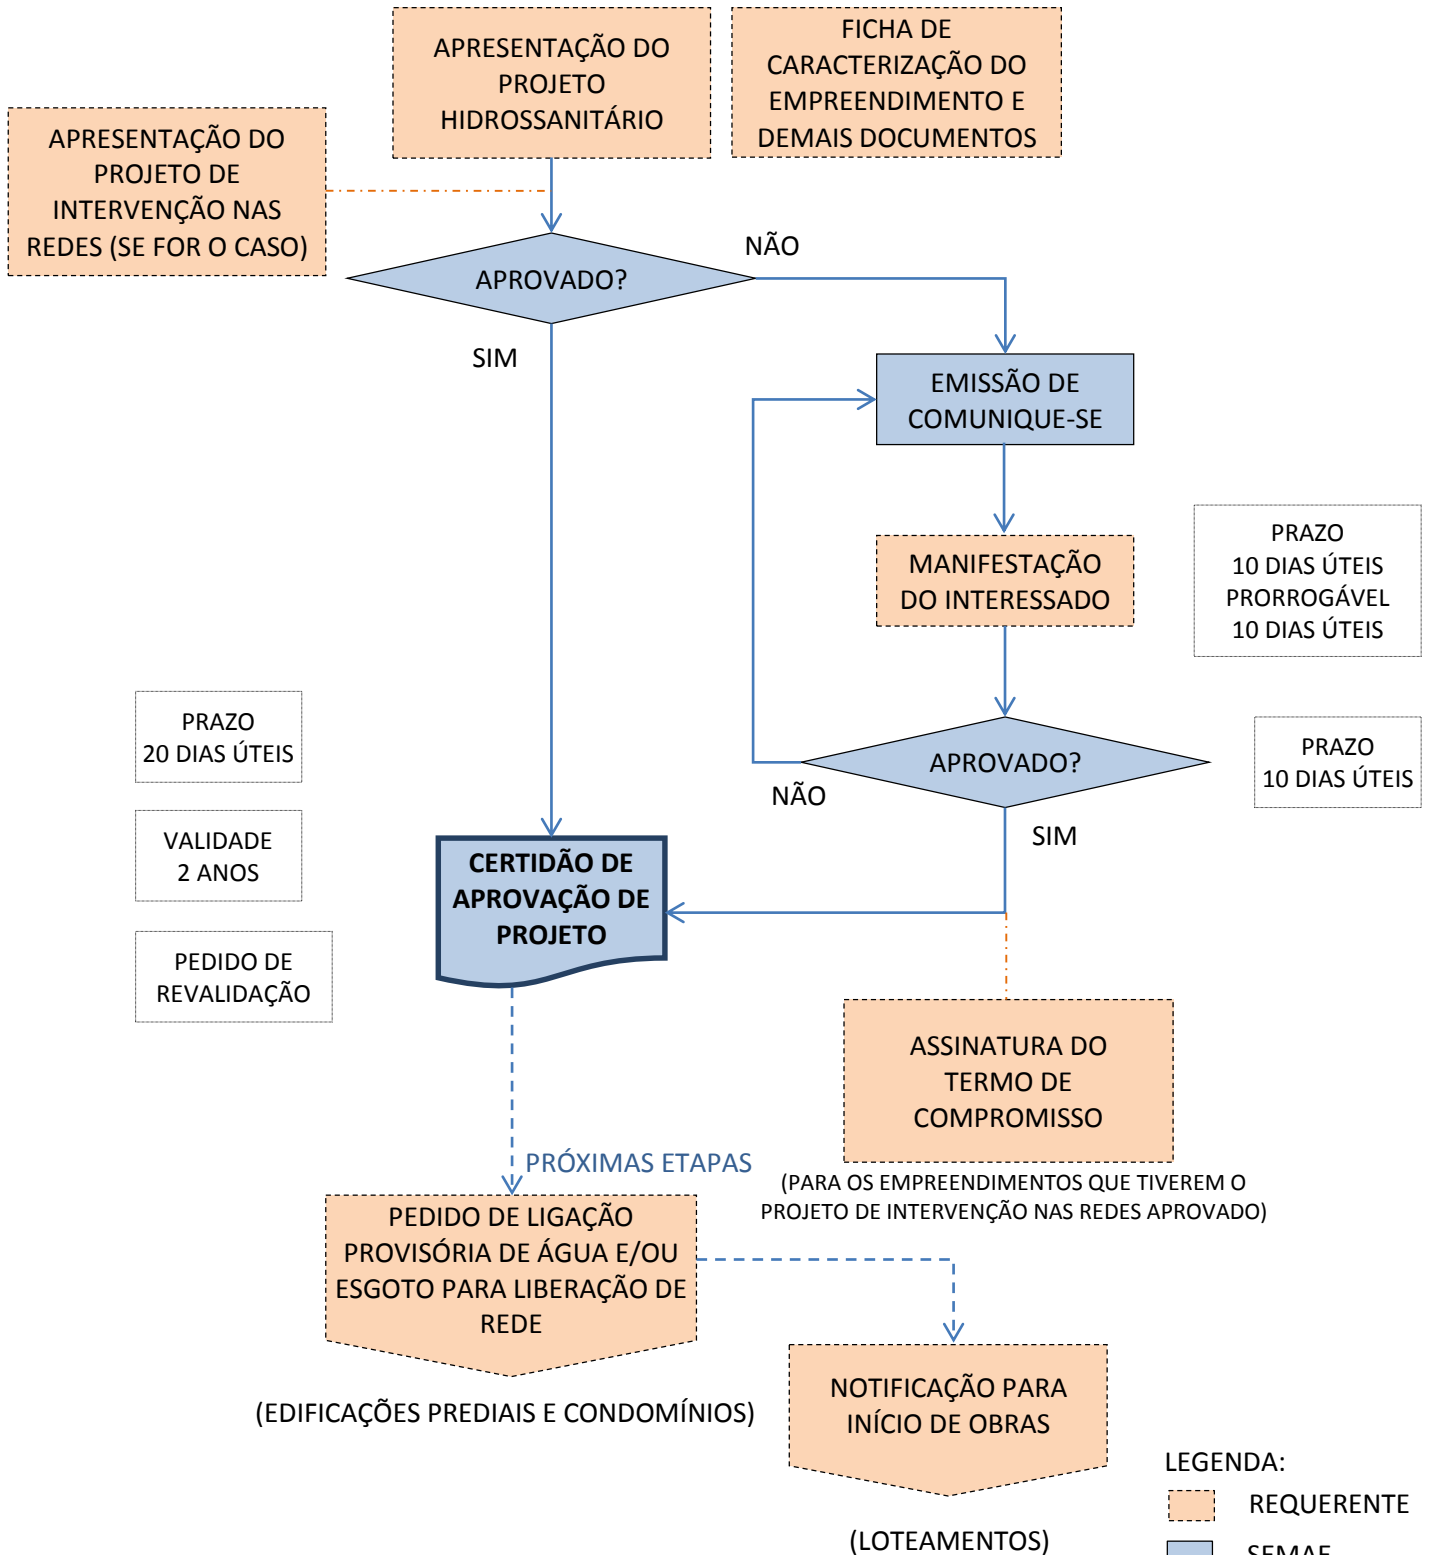 APRESENTAÇÃO DO
PROJETO
HIDROSSANITÁRIO
FICHA DE
CARACTERIZAÇÃO DO
EMPREENDIMENTO E
DEMAIS DOCUMENTOS
APRESENTAÇÃO DO
PROJETO DE
INTERVENÇÃO NAS
REDES (SE FOR O CASO)
APROVADO?
NÃO
SIM
EMISSÃO DE
COMUNIQUE-SE
MANIFESTAÇÃO
DO INTERESSADO
PRAZO
10 DIAS ÚTEIS
PRORROGÁVEL
10 DIAS ÚTEIS
APROVADO?
NÃO
SIM
PRAZO
10 DIAS ÚTEIS
PRAZO
20 DIAS ÚTEIS
VALIDADE
2 ANOS
PEDIDO DE
REVALIDAÇÃO
CERTIDÃO DE
APROVAÇÃO DE
PROJETO
ASSINATURA DO
TERMO DE
COMPROMISSO
(PARA OS EMPREENDIMENTOS QUE TIVEREM O
PROJETO DE INTERVENÇÃO NAS REDES APROVADO)
PRÓXIMAS ETAPAS
PEDIDO DE LIGAÇÃO
PROVISÓRIA DE ÁGUA E/OU
ESGOTO PARA LIBERAÇÃO DE
REDE
(EDIFICAÇÕES PREDIAIS E CONDOMÍNIOS)
NOTIFICAÇÃO PARA
INÍCIO DE OBRAS
(LOTEAMENTOS)
LEGENDA:
REQUERENTE